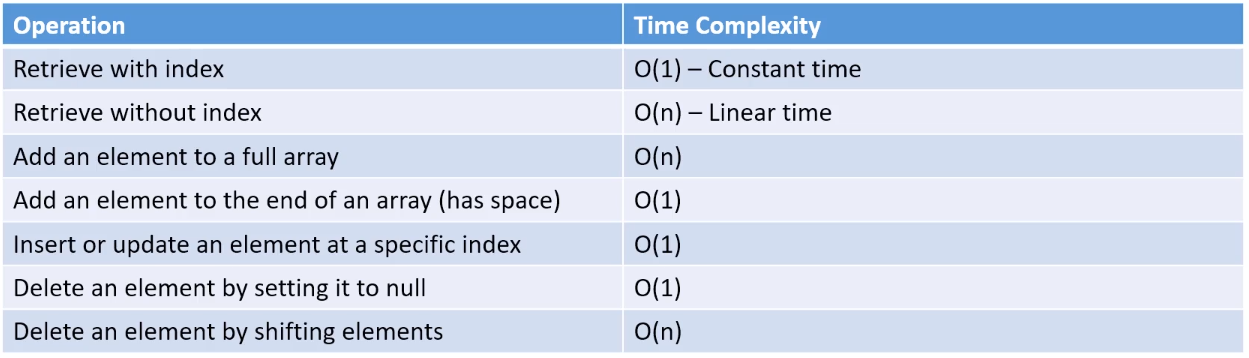 Operation Time Complexity
Retrieve with index O(1) – Constant time
Retrieve without index O(n) – Linear time
Add an element to a full array O(n)
Add an element to the end of an array (has space) O(1)
Insert or update an element at a specific index O(1)
Delete an element by setting it to null O(1)
Delete an element by shifting elements O(n)